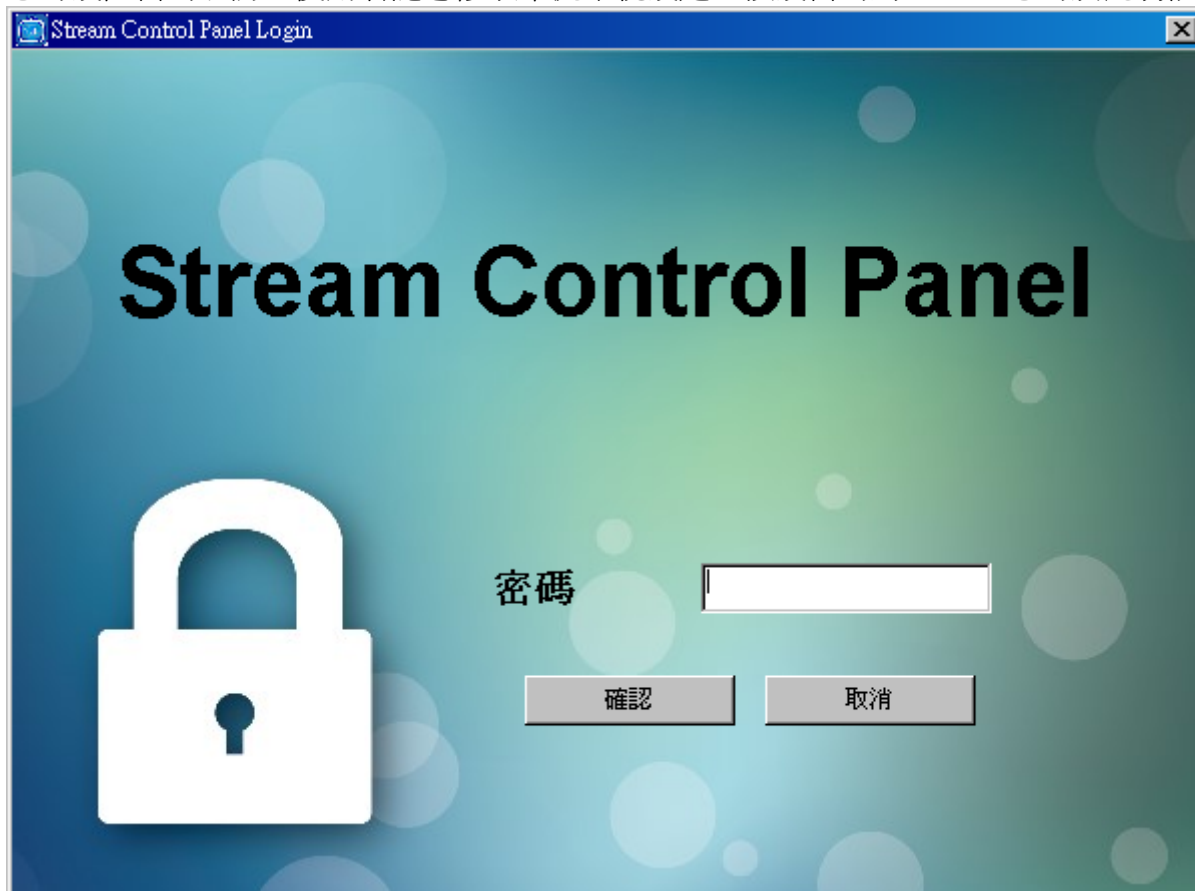 Stream Control Panel Login
Stream Control Panel
密碼
確認
取消